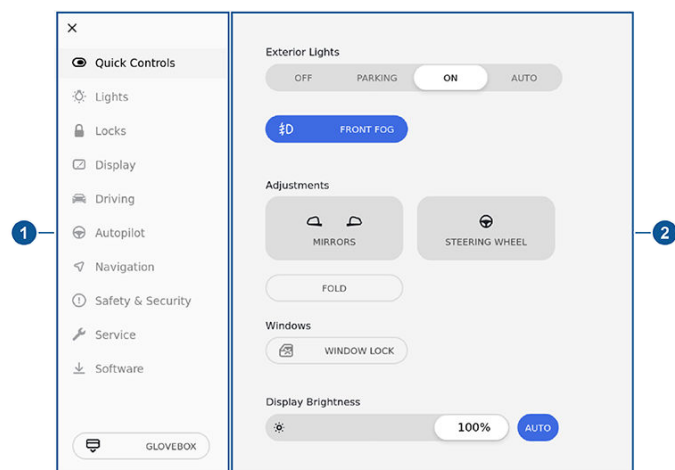 Quick Controls
Lights
Locks
Display
Driving
1
Autopilot
Navigation
Safety & Security
Service
Software
GLOVEBOX
Exterior Lights
OFF PARKING ON AUTO
FRONT FOG
Adjustments
MIRRORS STEERING WHEEL
2
FOLD
Windows
WINDOW LOCK
Display Brightness
100% AUTO